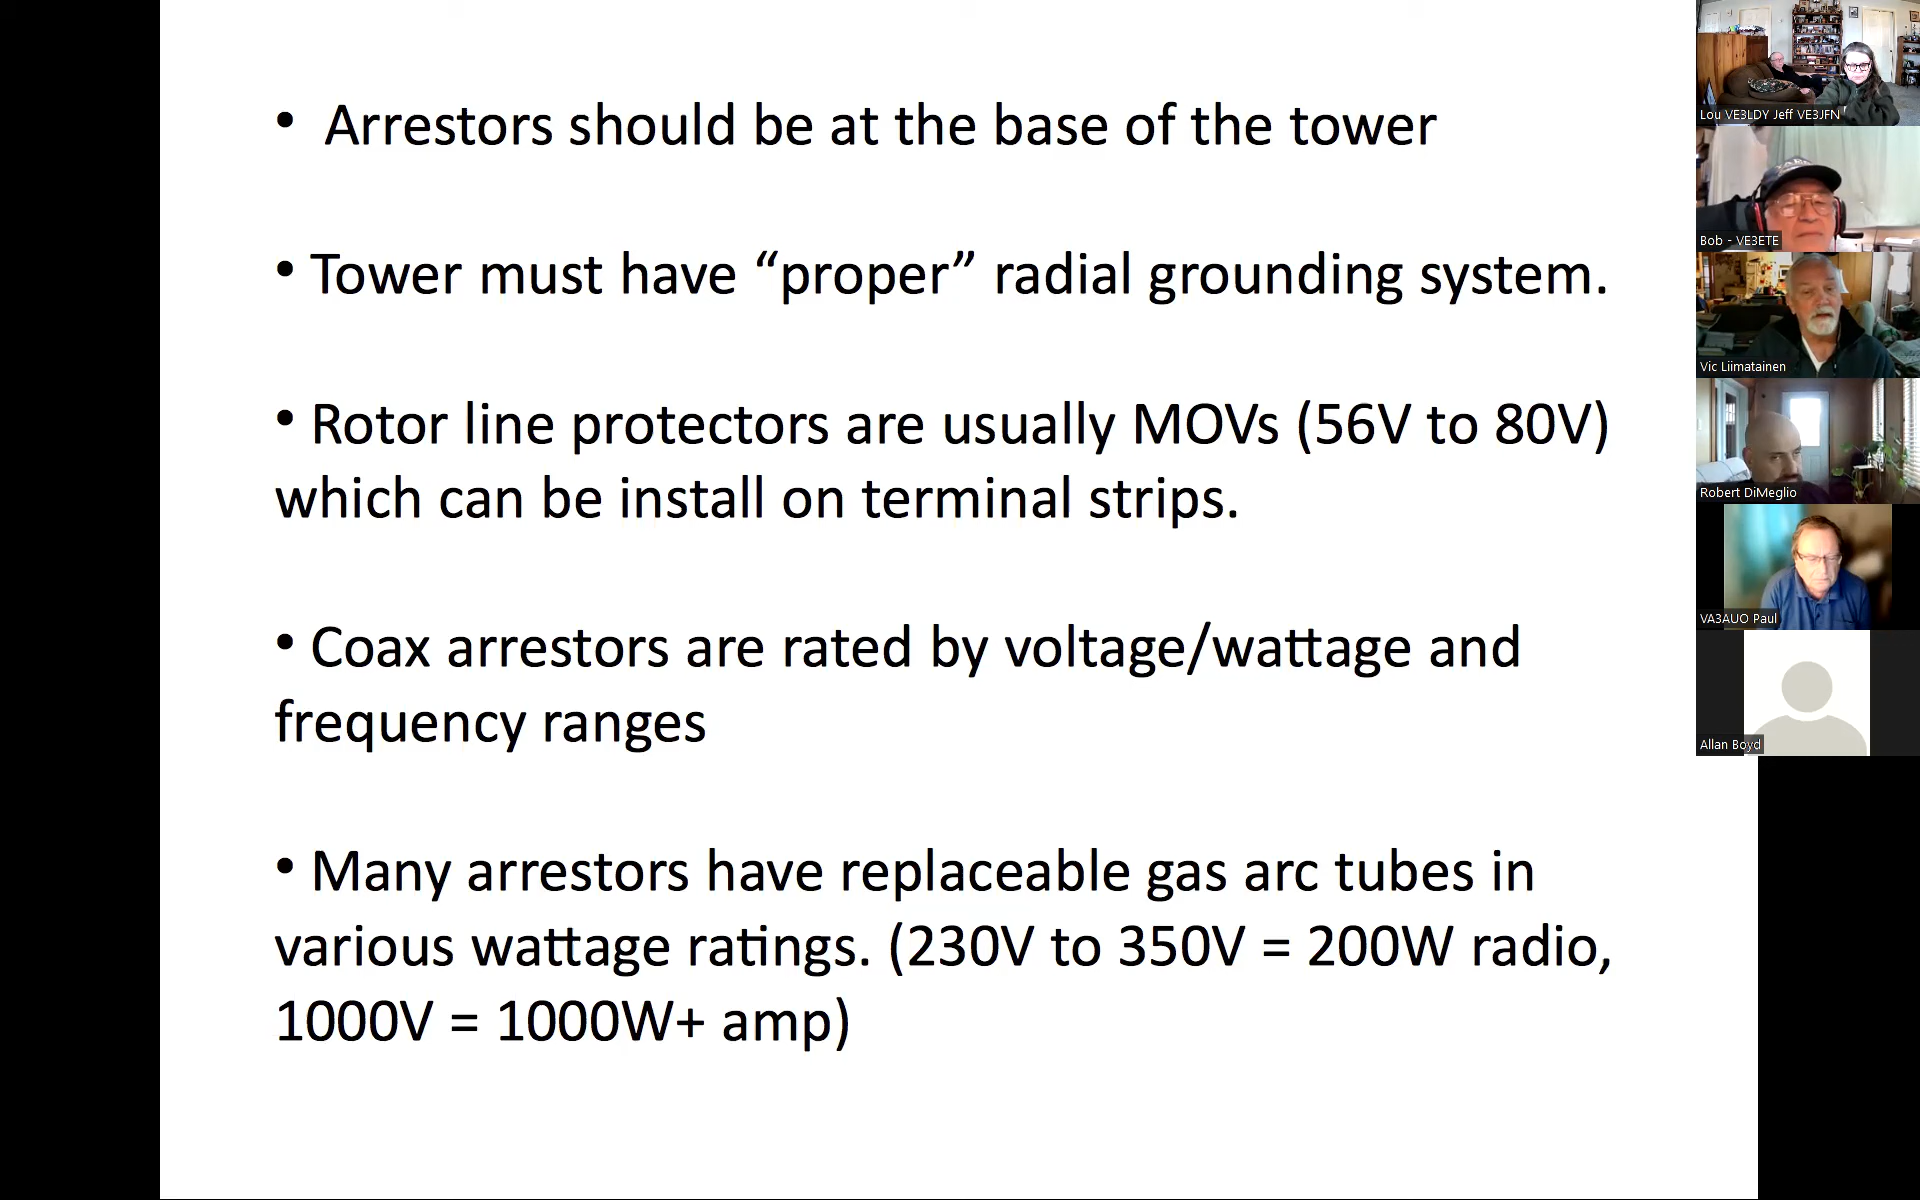 • Arrestors should be at the base of the tower
• Tower must have “proper” radial grounding system.
• Rotor line protectors are usually MOVs (56V to 80V)
which can be install on terminal strips.
• Coax arrestors are rated by voltage/wattage and
frequency ranges
• Many arrestors have replaceable gas arc tubes in
various wattage ratings. (230V to 350V = 200W radio,
1000V = 1000W+ amp)
Lou VE3LDY Jeff VE3JFN
Bob - VE3ETE
Vic Liimatainen
Robert DiMeglio
VA3AUO Paul
Allan Boyd